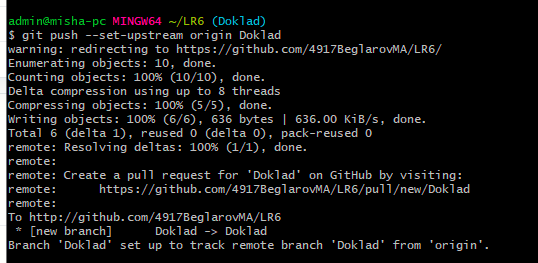 admin@misha-pc MINGW64 ~/LR6 (Doklad)
$ git push --set-upstream origin Doklad
warning: redirecting to https://github.com/4917BeglarovMA/LR6/
Enumerating objects: 10, done.
Counting objects: 100% (10/10), done.
Delta compression using up to 8 threads
Compressing objects: 100% (5/5), done.
Writing objects: 100% (6/6), 636 bytes | 636.00 KiB/s, done.
Total 6 (delta 1), reused 0 (delta 0), pack-reused 0
remote: Resolving deltas: 100% (1/1), done.
remote:
remote: Create a pull request for 'Doklad' on GitHub by visiting:
remote:      https://github.com/4917BeglarovMA/LR6/pull/new/Doklad
remote:
To http://github.com/4917BeglarovMA/LR6
 * [new branch]      Doklad -> Doklad
Branch 'Doklad' set up to track remote branch 'Doklad' from 'origin'.